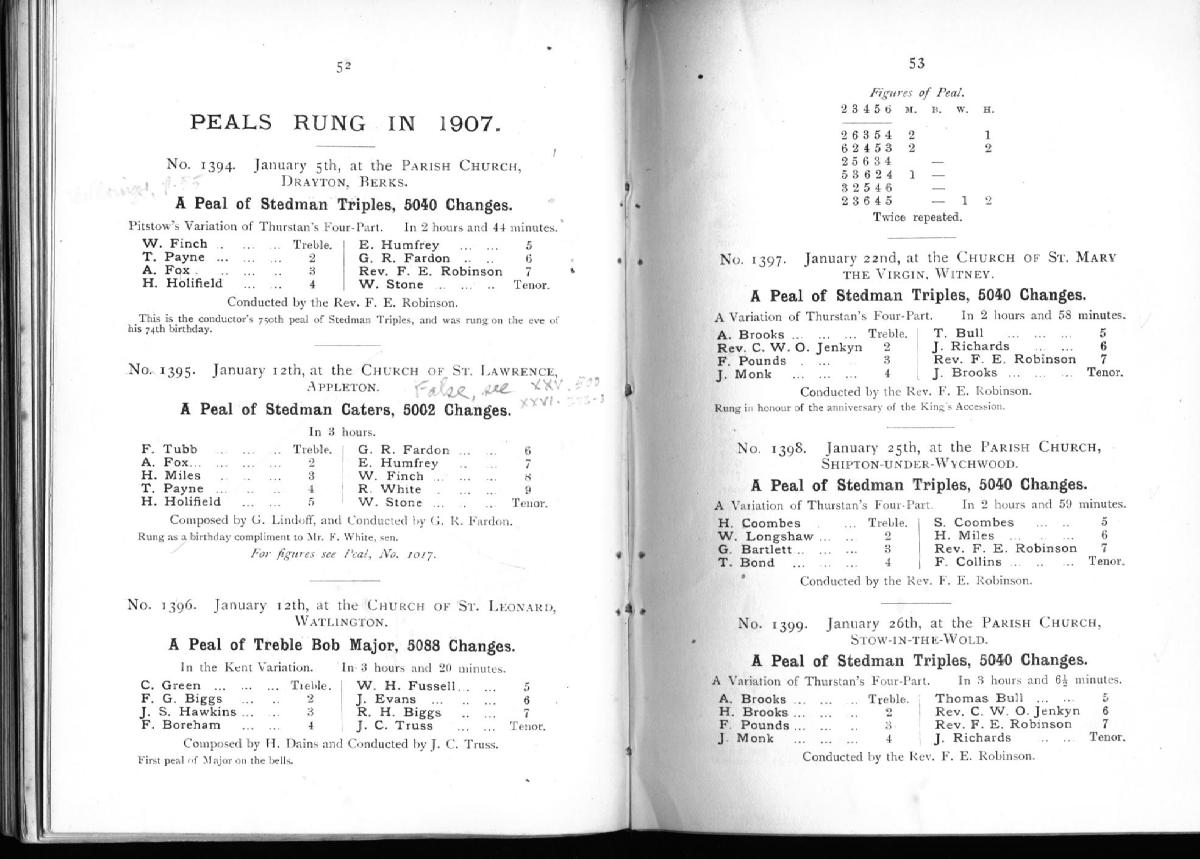 52
PEALS RUNG IN 1907.
No. 1394. January 5th, at the PARISH CHURCH,
DRAYTON, BERKS.
A Peal of Stedman Triples, 5040 Changes.
Pitstow's Variation of Thurstan's Four-Part. In 2 hours and 44 minutes.
W. Finch ... ... ... Treble. E. Humfrey ... ... 5
T. Payne ... ... ... 2 G. R. Fardon ... ... 6
A. Fox ... ... ... 3 Rev. F. E. Robinson 7
H. Holifield ... ... 4 W. Stone ... ... ... Tenor.
Conducted by the Rev. F. E. Robinson.
This is the conductor's 750th peal of Stedman Triples, and was rung on the eve of
his 74th birthday.
No. 1395. January 12th, at the CHURCH OF ST. LAWRENCE,
APPLETON. False, see XXV. 500
A Peal of Stedman Caters, 5002 Changes.
In 3 hours.
F. Tubb ... ... ... Treble. G. R. Fardon ... ... 6
A. Fox ... ... ... ... 2 E. Humfrey ... ... 7
H. Miles ... ... ... 3 W. Finch ... ... ... 8
T. Payne ... ... ... 4 R. White ... ... ... 9
H. Holifield ... ... 5 W. Stone ... ... ... Tenor.
Composed by G. Lindoff, and Conducted by G. R. Fardon.
Rung as a birthday compliment to Mr. F. White, sen.
For figures see Peal, No. 1017.
No. 1396. January 12th, at the CHURCH OF ST. LEONARD,
WATLINGTON.
A Peal of Treble Bob Major, 5088 Changes.
In the Kent Variation. In 3 hours and 20 minutes.
C. Green ... ... ... Treble. W. H. Fussell ... ... 5
F. G. Biggs ... ... 2 J. Evans ... ... ... 6
J. S. Hawkins ... ... 3 R. H. Biggs ... ... 7
F. Boreham ... ... 4 J. C. Truss ... ... Tenor.
Composed by H. Dains and Conducted by J. C. Truss.
First peal of Major on the bells.
53
Figures of Peal.
2 3 4 5 6 M. B. W. H.
2 6 3 5 4 2 1
6 2 4 5 3 2 2
2 5 6 3 4 —
5 3 6 2 4 1 —
3 2 5 4 6 —
2 3 6 4 5 — 1 2
Twice repeated.
No. 1397. January 22nd, at the CHURCH OF ST. MARY
THE VIRGIN, WITNEY.
A Peal of Stedman Triples, 5040 Changes.
A Variation of Thurstan's Four-Part. In 2 hours and 58 minutes.
A. Brooks ... ... ... Treble. T. Bull ... ... ... 5
Rev. C. W. O. Jenkyn 2 J. Richards ... ... 6
F. Pounds ... ... 3 Rev. F. E. Robinson 7
J. Monk ... ... ... 4 J. Brooks ... ... ... Tenor.
Conducted by the Rev. F. E. Robinson.
Rung in honour of the anniversary of the King's Accession.
No. 1398. January 25th, at the PARISH CHURCH,
SHIPTON-UNDER-WYCHWOOD.
A Peal of Stedman Triples, 5040 Changes.
A Variation of Thurstan's Four-Part. In 2 hours and 59 minutes.
H. Coombes ... ... Treble. S. Coombes ... ... 5
W. Longshaw ... ... 2 H. Miles ... ... ... 6
G. Bartlett ... ... ... 3 Rev. F. E. Robinson 7
T. Bond ... ... ... 4 F. Collins ... ... ... Tenor.
Conducted by the Rev. F. E. Robinson.
No. 1399. January 26th, at the PARISH CHURCH,
STOW-IN-THE-WOLD.
A Peal of Stedman Triples, 5040 Changes.
A Variation of Thurstan's Four-Part. In 3 hours and 6½ minutes.
A. Brooks ... ... ... Treble. Thomas Bull ... ... 5
H. Brooks ... ... ... 2 Rev. C. W. O. Jenkyn 6
F. Pounds ... ... ... 3 Rev. F. E. Robinson 7
J. Monk ... ... ... 4 J. Richards ... ... Tenor.
Conducted by the Rev. F. E. Robinson.